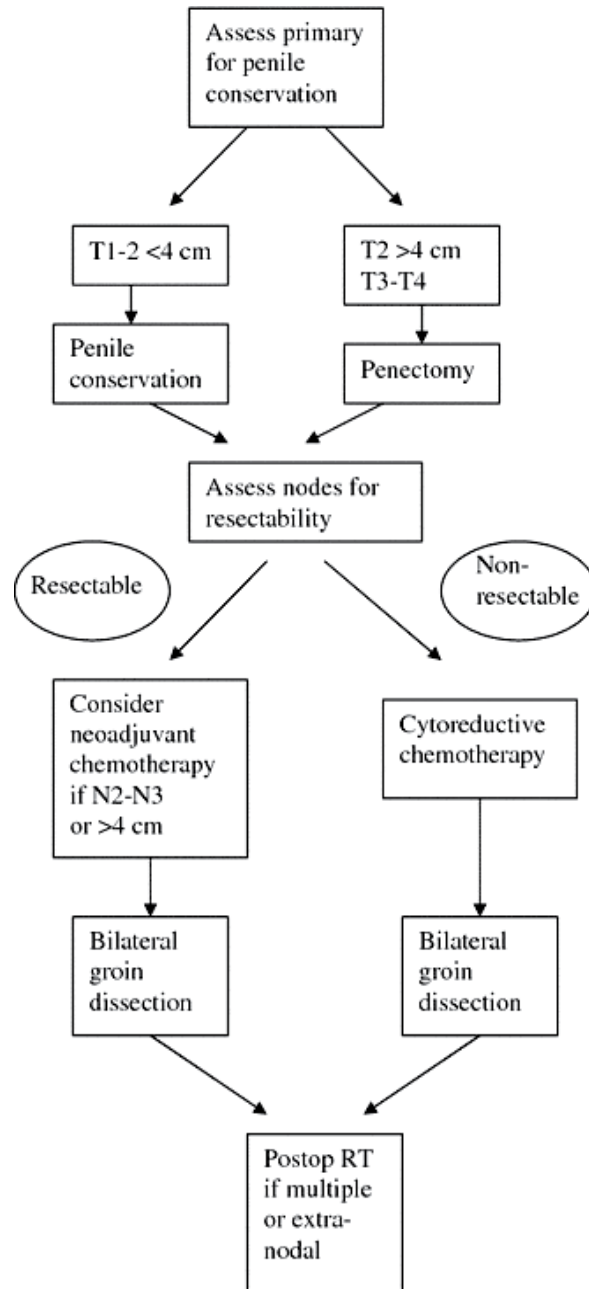 Assess primary
for penile
conservation
T1-2 <4 cm
T2 >4 cm
T3-T4
Penile
conservation
Penectomy
Assess nodes for
resectability
Resectable
Non-
resectable
Consider
neoadjuvant
chemotherapy
if N2-N3
or >4 cm
Cytoreductive
chemotherapy
Bilateral
groin
dissection
Bilateral
groin
dissection
Postop RT
if multiple
or extra-
nodal